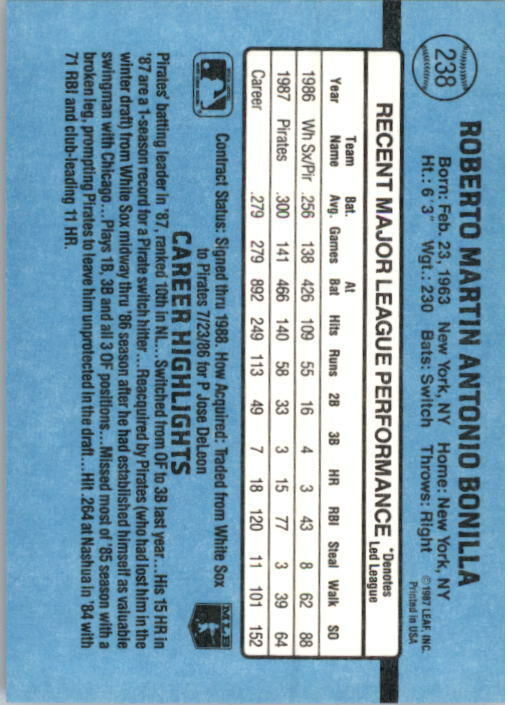 238
ROBERTO MARTIN ANTONIO BONILLA
Born: Feb. 23, 1963 New York, NY Home: New York, NY
Ht.: 6'3" Wgt.: 230 Bats: Switch Throws: Right
©1987 LEAF, INC.
Printed in USA
RECENT MAJOR LEAGUE PERFORMANCE
*Denotes
Led League
Year Team Name Bat. Avg. Games At Bat Hits Runs 2B 3B HR RBI Steal Walk SO
1986 Wh Sx/Pir .256 138 426 109 55 16 4 3 43 8 62 88
1987 Pirates .300 141 466 140 58 33 3 15 77 3 39 64
Career .279 279 892 249 113 49 7 18 120 11 101 152
Contract Status: Signed thru 1988. How Acquired: Traded from White Sox
to Pirates 7/23/86 for P Jose DeLeon
MLB
CAREER HIGHLIGHTS
Pirates' batting leader in '87, ranked 10th in NL...Switched from OF to 3B last year...His 15 HR in
'87 are a 1-season record for a Pirate switch hitter...Reacquired by Pirates (who had lost him in the
winter draft) from White Sox midway thru '86 season after he had established himself as valuable
swingman with Chicago...Plays 1B, 3B and all 3 OF positions...Missed most of '85 season with a
broken leg, prompting Pirates to leave him unprotected in the draft...Hit .264 at Nashua in '84 with
71 RBI and club-leading 11 HR.